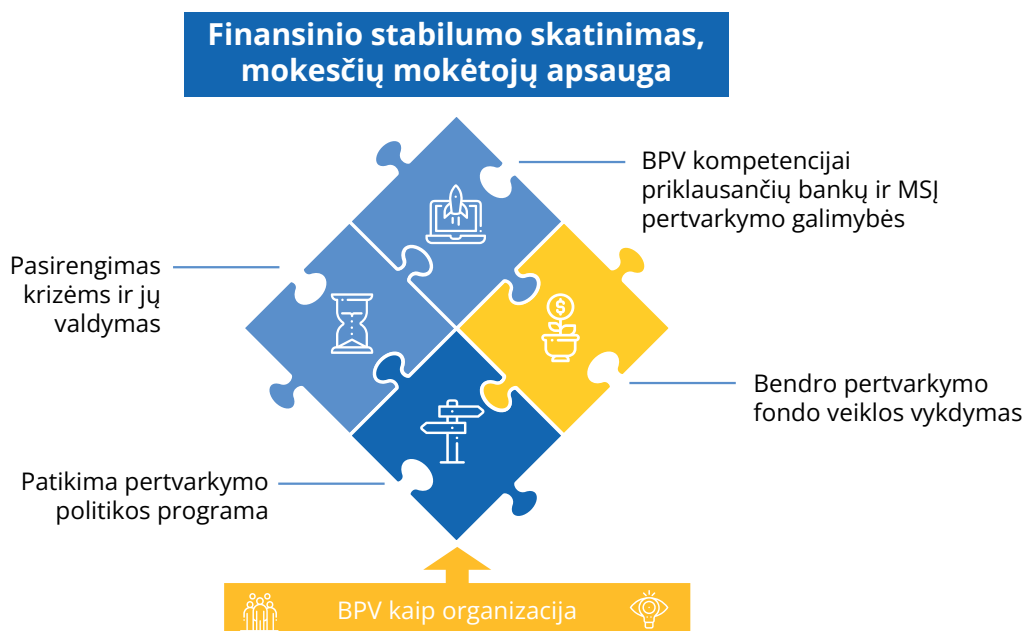 Finansinio stabilumo skatinimas,
mokesčių mokėtojų apsauga
BPV kompetencijai
priklausančių bankų ir MSĮ
pertvarkymo galimybės
Pasirengimas
krizėms ir jų
valdymas
$
Bendro pertvarkymo
fondo veiklos vykdymas
Patikima pertvarkymo
politikos programa
BPV kaip organizacija